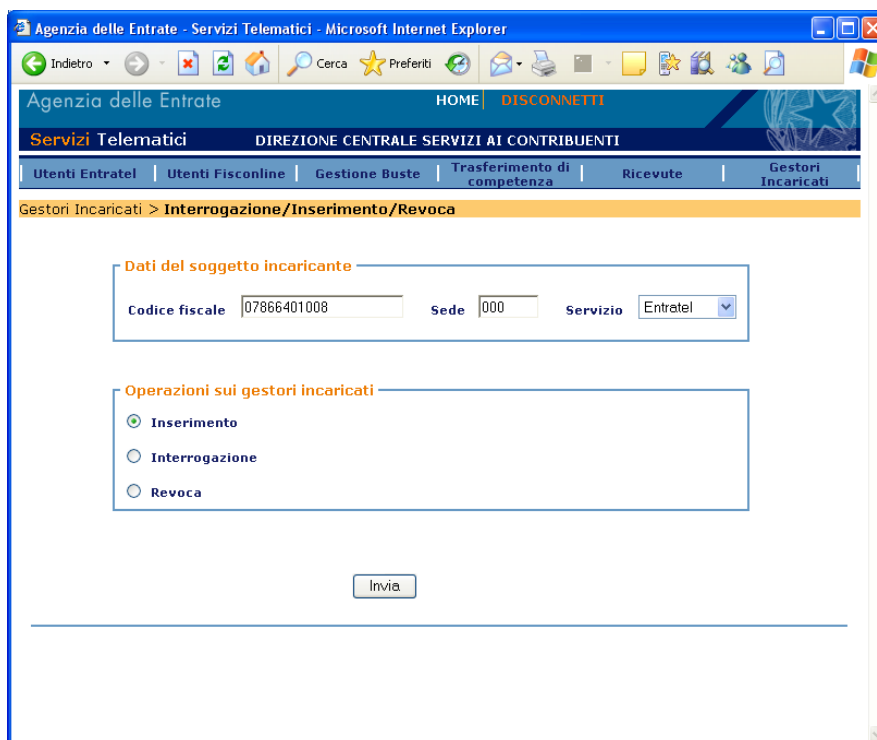 Agenzia delle Entrate - Servizi Telematici - Microsoft Internet Explorer
Indietro Cerca Preferiti
Agenzia delle Entrate HOME DISCONNETTI
Servizi Telematici DIREZIONE CENTRALE SERVIZI AI CONTRIBUENTI
Utenti Entratel Utenti Fisconline Gestione Buste Trasferimento di competenza Ricevute Gestori Incaricati
Gestori Incaricati > Interrogazione/Inserimento/Revoca
Dati del soggetto incaricante
Codice fiscale 07866401008 Sede 000 Servizio Entratel
Operazioni sui gestori incaricati
Inserimento
Interrogazione
Revoca
Invia